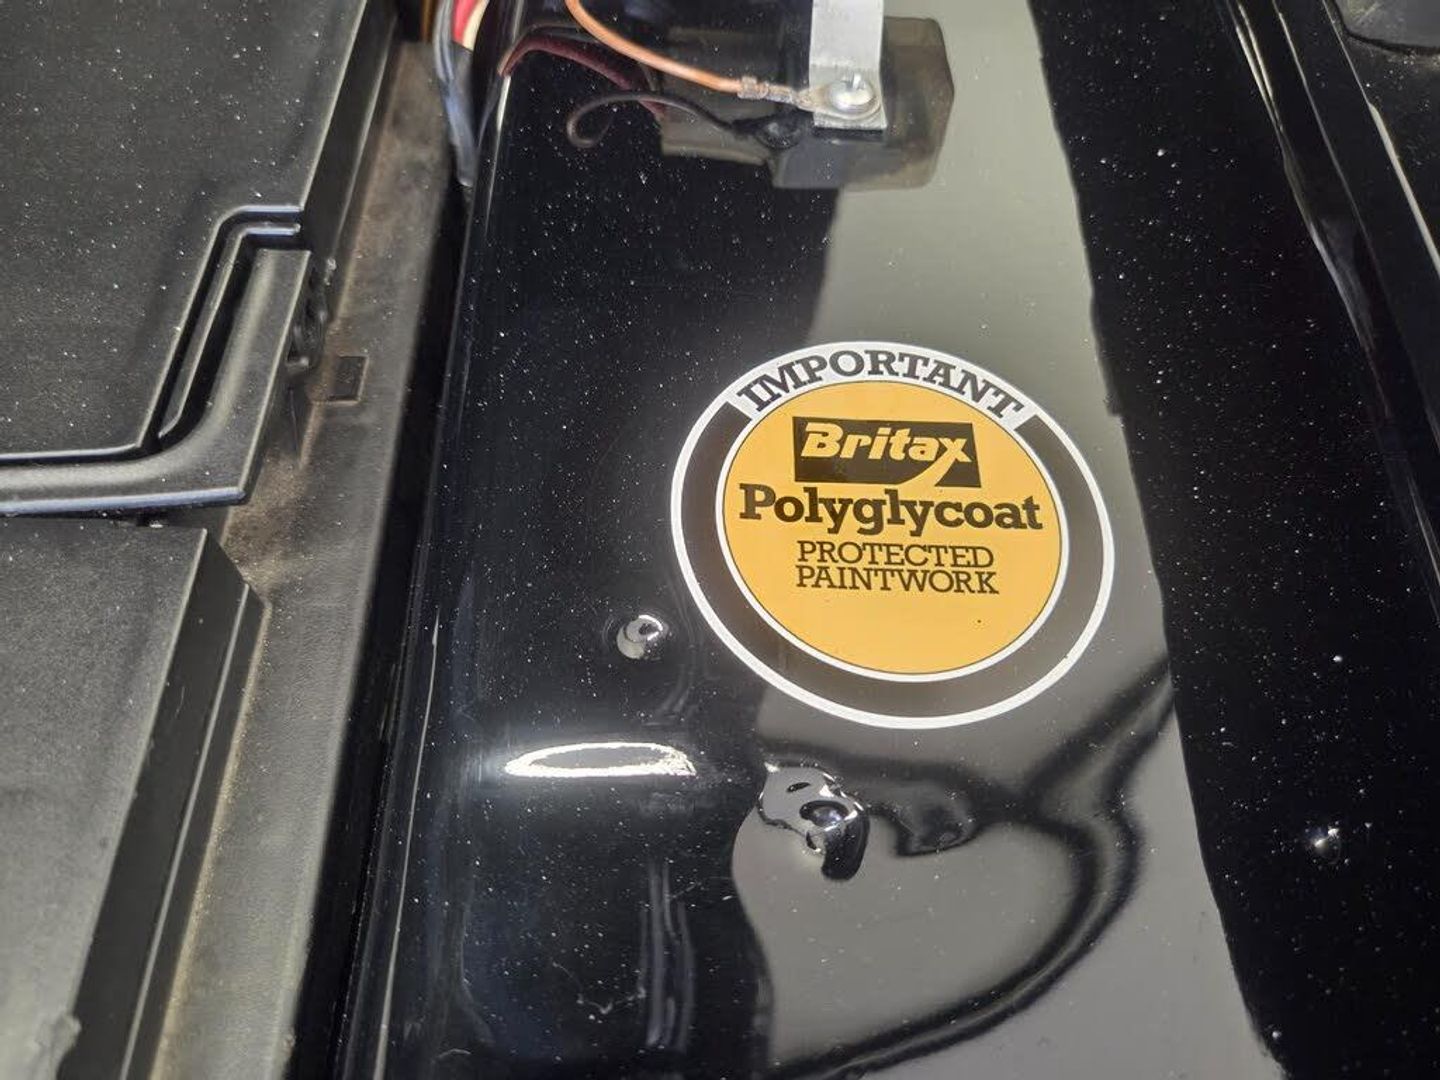 IMPORTANT
Britax
Polyglycoat
PROTECTED
PAINTWORK